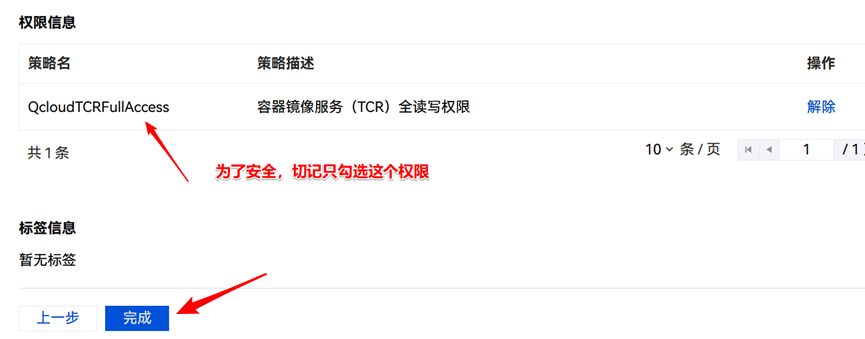 权限信息
策略名 策略描述 操作
QcloudTCRFullAccess 容器镜像服务（TCR）全读写权限 解除
共 1 条 10 条 / 页 1 / 1
为了安全，切记只勾选这个权限
标签信息
暂无标签
上一步 完成